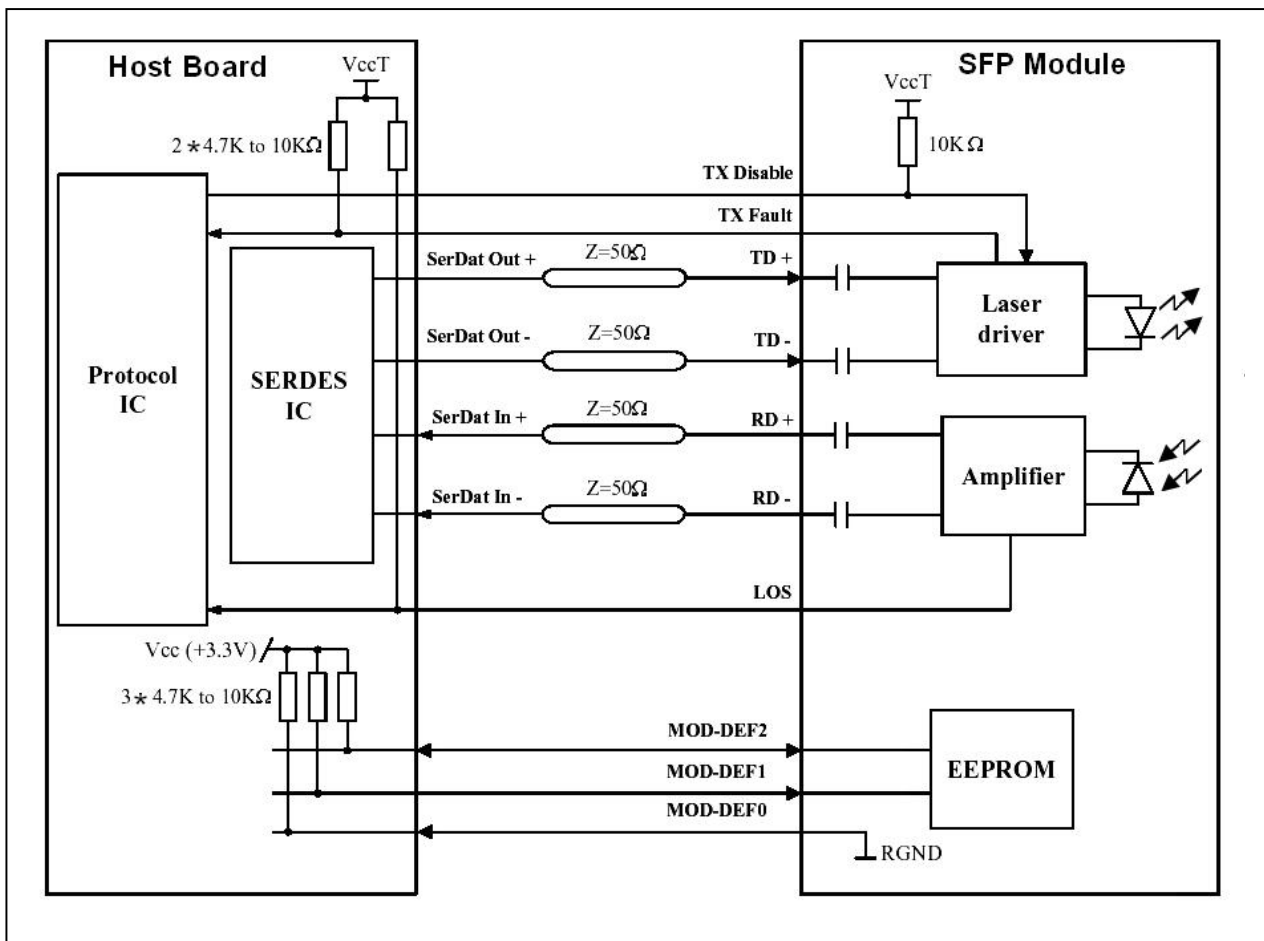 Host Board
SFP Module
VccT
VccT
2*4.7K to 10KΩ
10KΩ
TX Disable
TX Fault
SerDat Out +
Z=50Ω
TD +
SerDat Out -
Z=50Ω
TD -
Laser
driver
Protocol
IC
SERDES
IC
SerDat In +
Z=50Ω
RD +
SerDat In -
Z=50Ω
RD -
Amplifier
LOS
Vcc (+3.3V)
3*4.7K to 10KΩ
MOD-DEF2
MOD-DEF1
MOD-DEF0
EEPROM
RGND